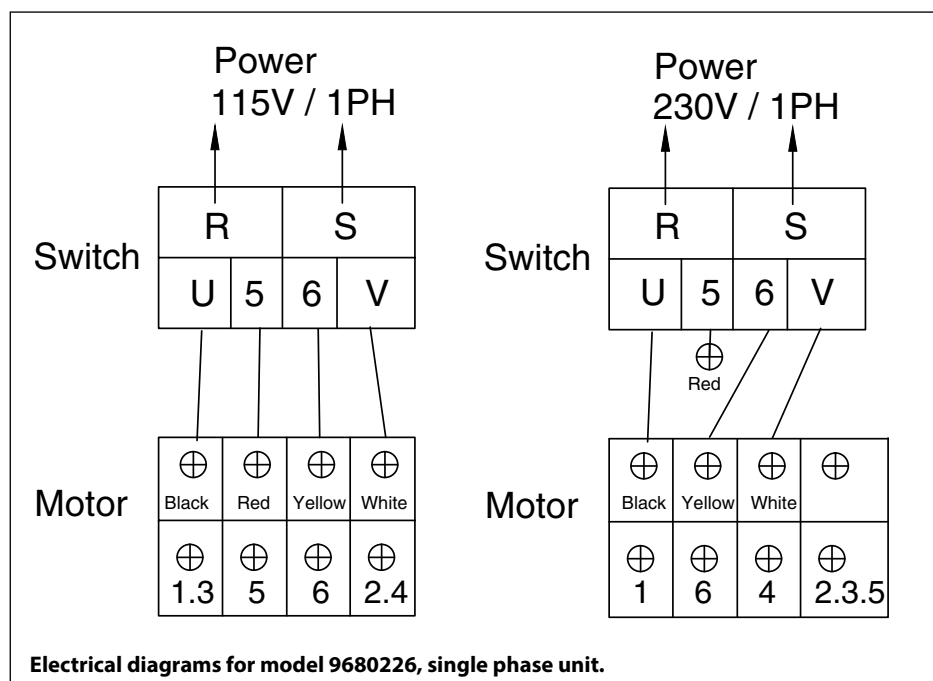 Power
115V / 1PH
R S
Switch
U 5 6 V
Motor
Black Red Yellow White
1.3 5 6 2.4
Power
230V / 1PH
R S
Switch
U 5 6 V
Red
Motor
Black Yellow White
1 6 4 2.3.5
Electrical diagrams for model 9680226, single phase unit.